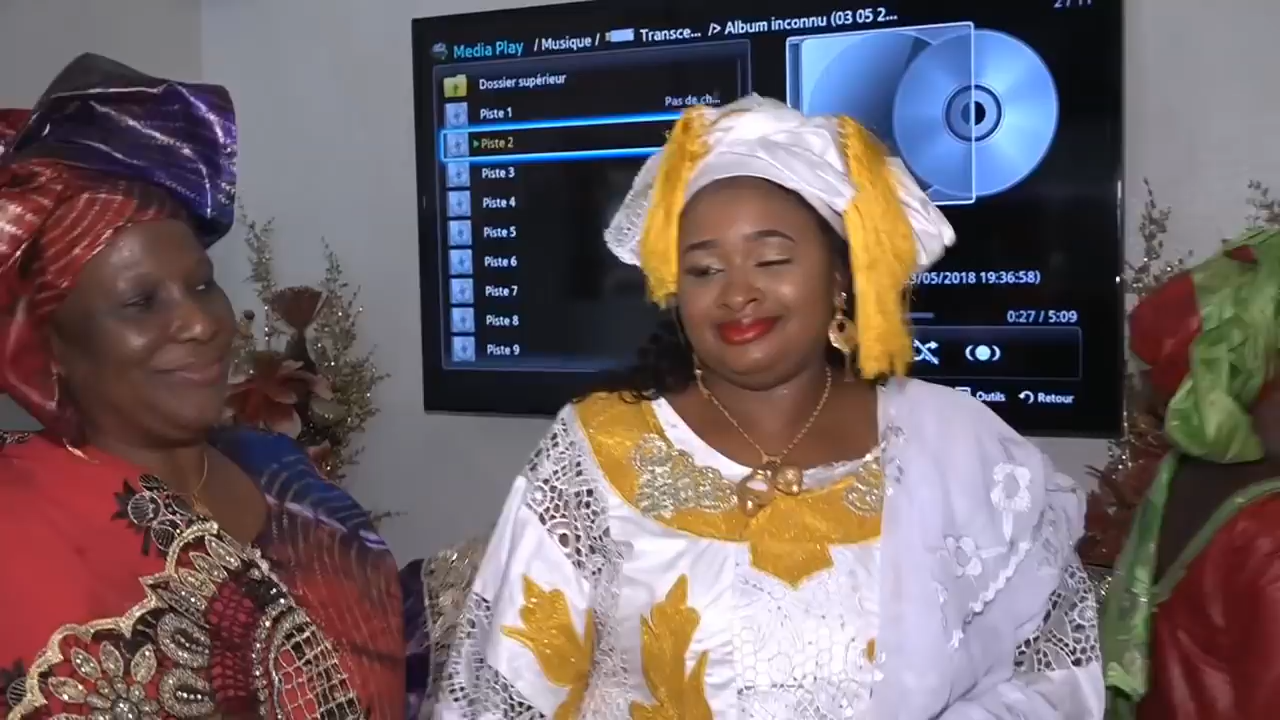 Media Play / Musique / Transce... /> Album inconnu (03 05 2...
Dossier supérieur
Piste 1 Pas de ch...
Piste 2
Piste 3
Piste 4
Piste 5
Piste 6
Piste 7
Piste 8
Piste 9
/05/2018 19:36:58)
0:27 / 5:09
Outils Retour